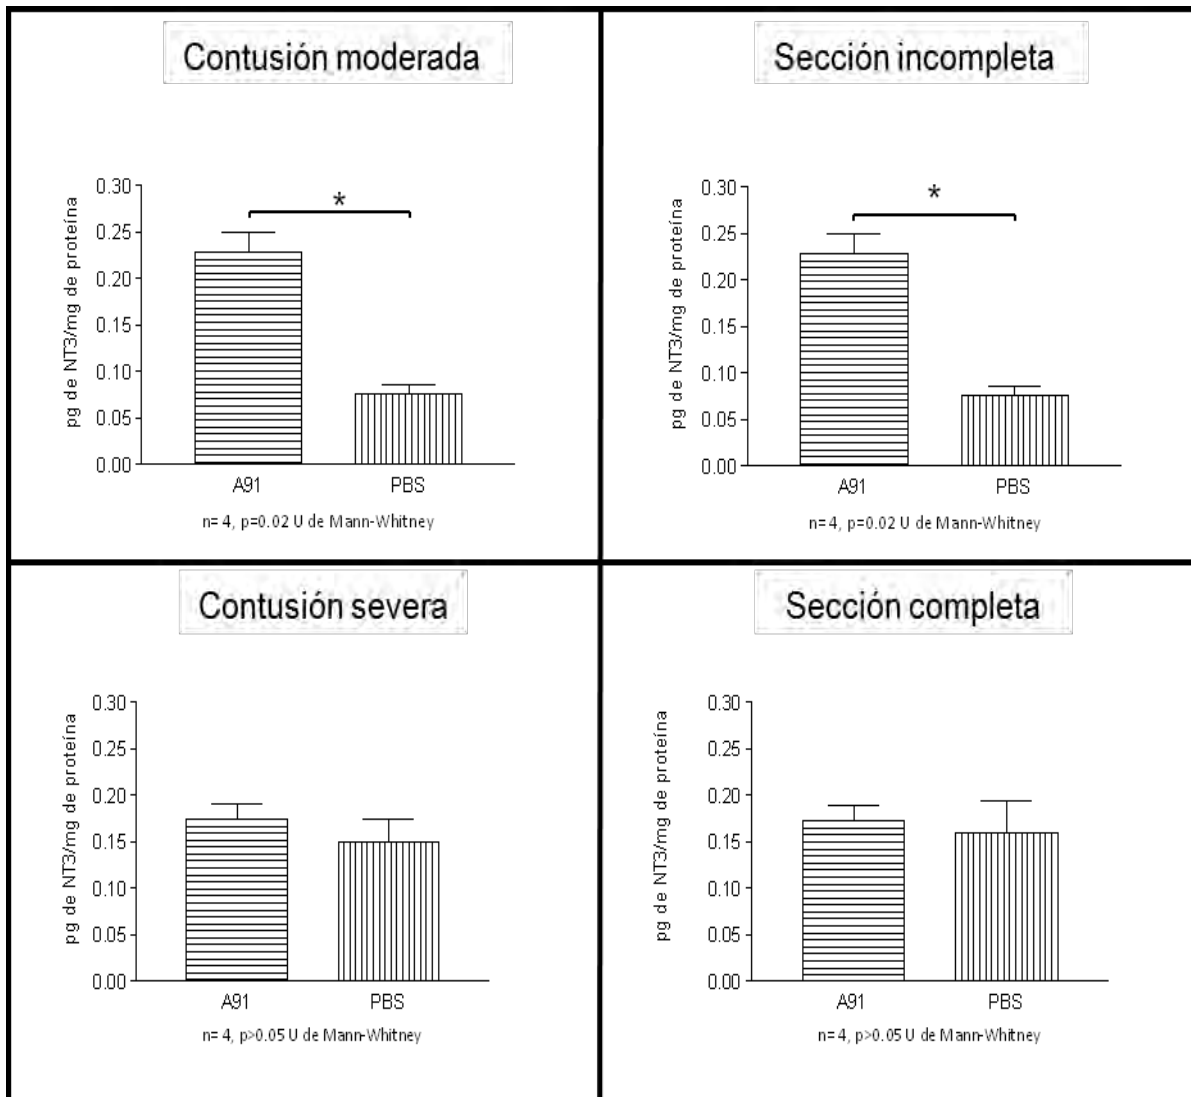 Contusión moderada
pg de NT3/mg de proteína
0.30
0.25
0.20
0.15
0.10
0.05
0.00
*
A91 PBS
n= 4, p=0.02 U de Mann-Whitney
Sección incompleta
pg de NT3/mg de proteína
0.30
0.25
0.20
0.15
0.10
0.05
0.00
*
A91 PBS
n= 4, p=0.02 U de Mann-Whitney
Contusión severa
pg de NT3/mg de proteína
0.30
0.25
0.20
0.15
0.10
0.05
0.00
A91 PBS
n= 4, p>0.05 U de Mann-Whitney
Sección completa
pg de NT3/mg de proteína
0.30
0.25
0.20
0.15
0.10
0.05
0.00
A91 PBS
n= 4, p>0.05 U de Mann-Whitney